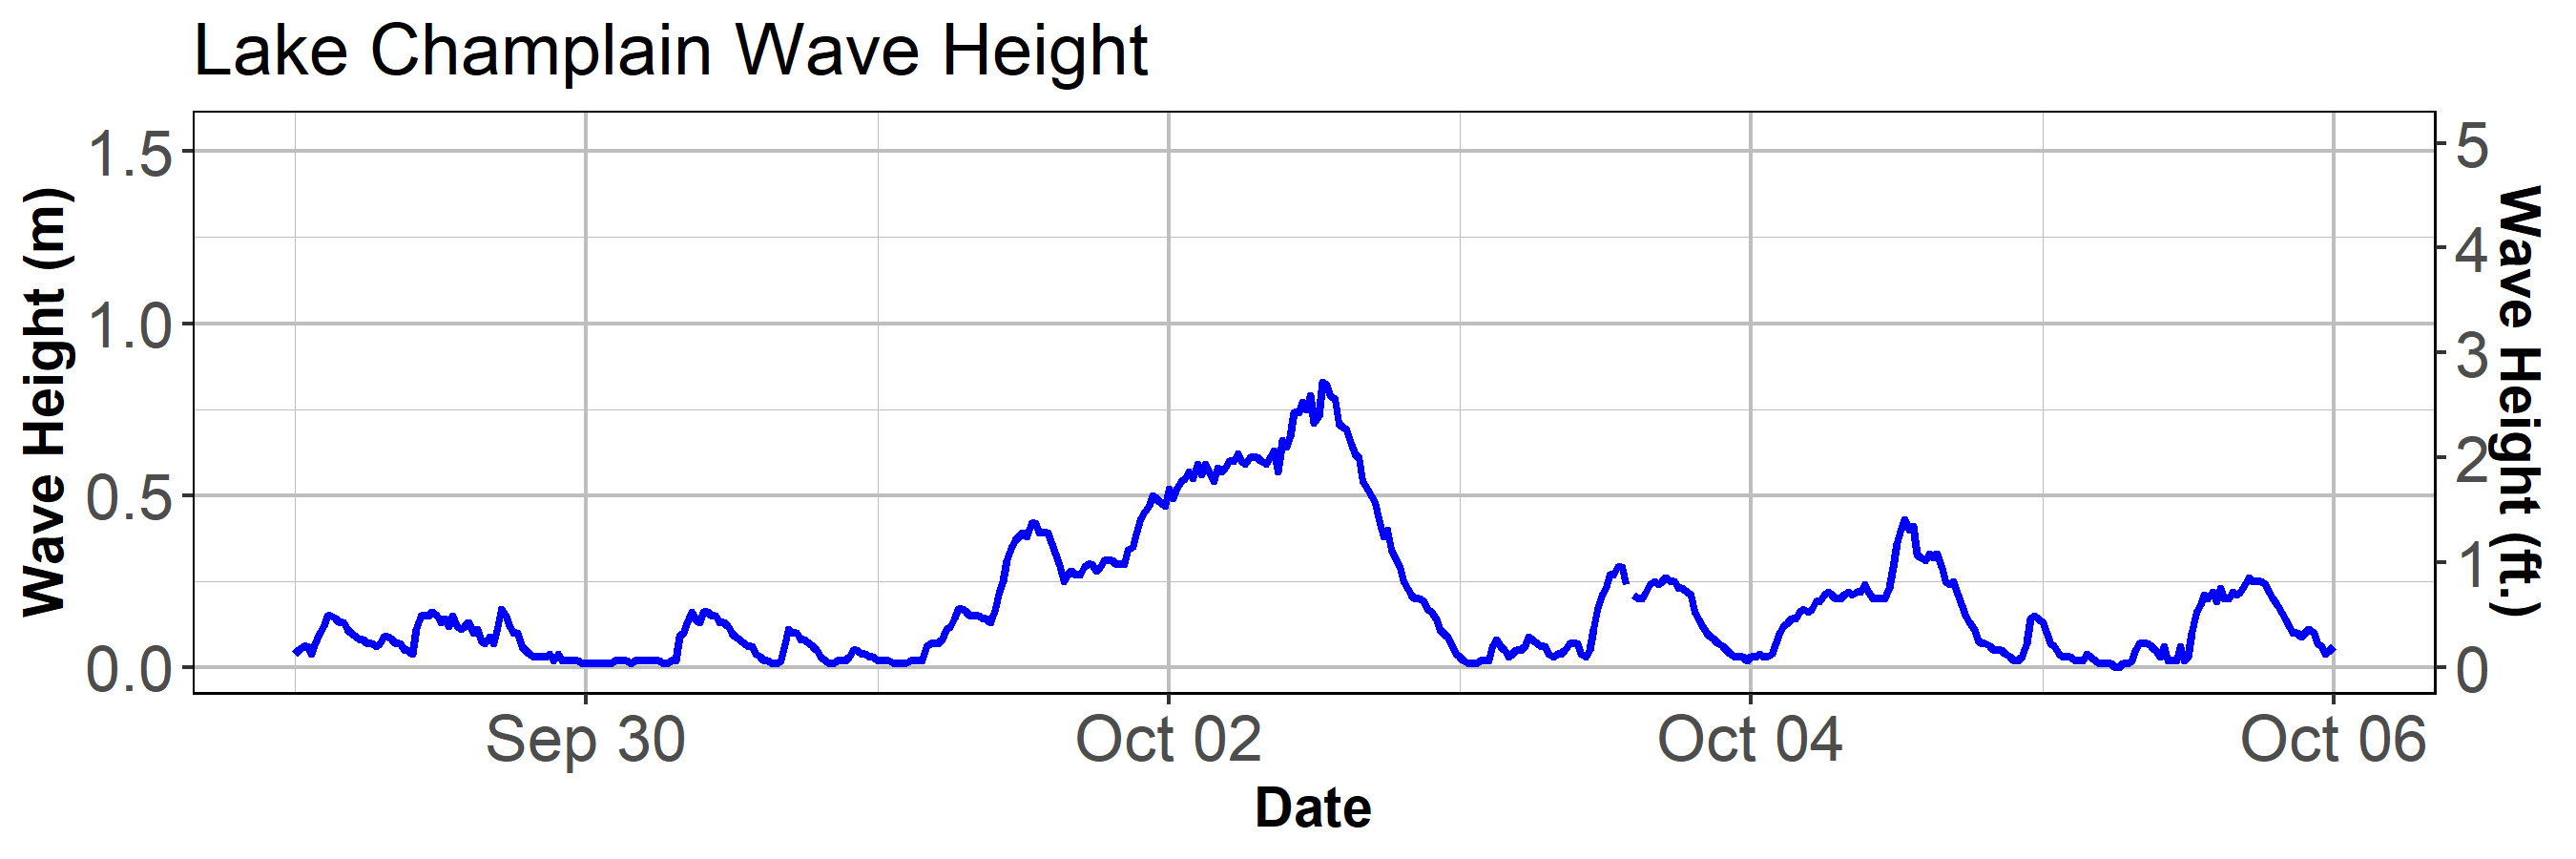 Lake Champlain Wave Height
Wave Height (m)
1.5
1.0
0.5
0.0
5
4
3
2
1
0
Wave Height (ft.)
Sep 30
Oct 02
Oct 04
Oct 06
Date